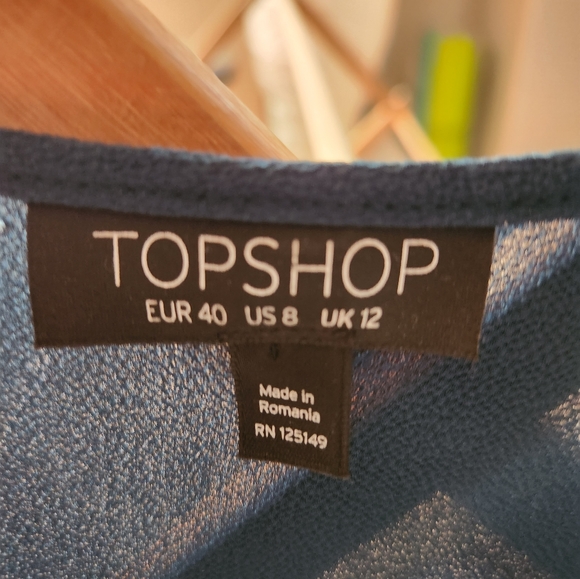 TOPSHOP
EUR 40 US 8 UK 12
Made in
Romania
RN 125149